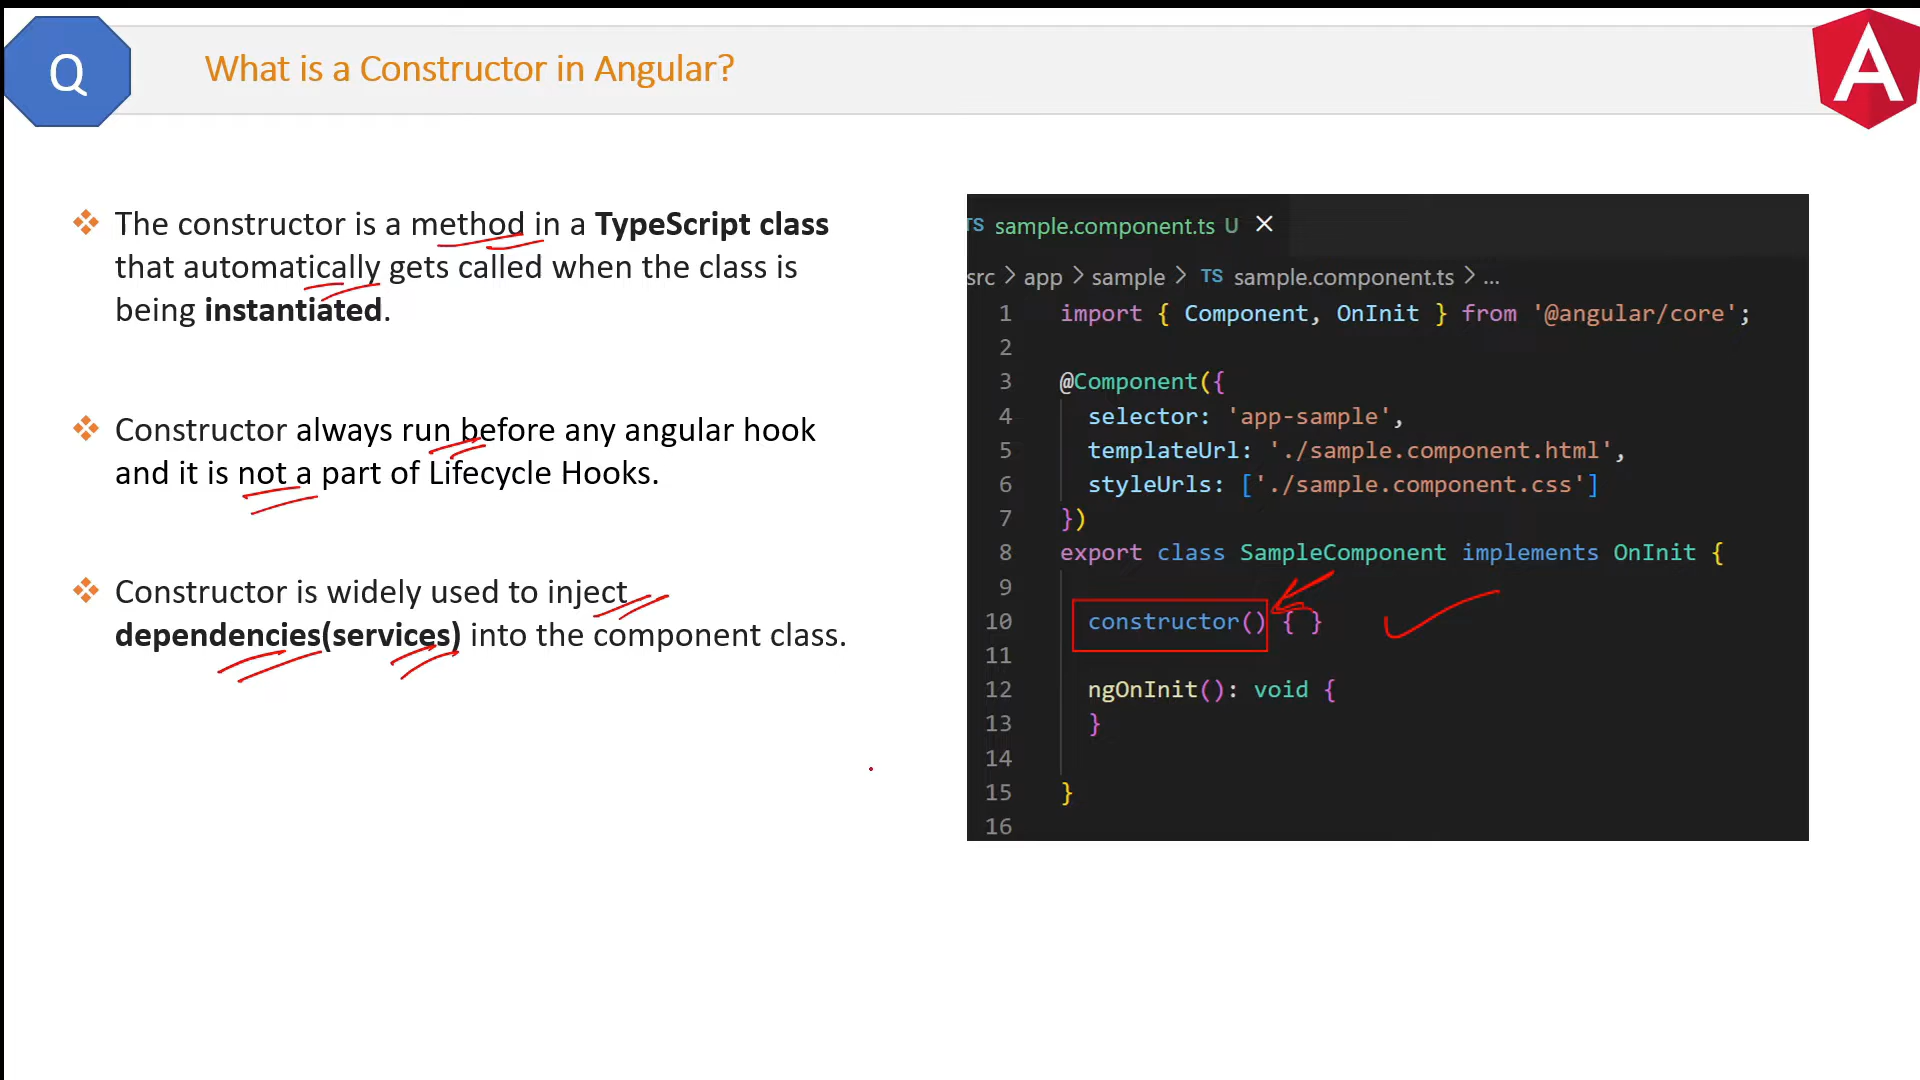 Q
What is a Constructor in Angular?
A
The constructor is a method in a TypeScript class
that automatically gets called when the class is
being instantiated.
Constructor always run before any angular hook
and it is not a part of Lifecycle Hooks.
Constructor is widely used to inject
dependencies(services) into the component class.
TS sample.component.ts U ×
src > app > sample > TS sample.component.ts > ...
1 import { Component, OnInit } from '@angular/core';
2
3 @Component({
4 selector: 'app-sample',
5 templateUrl: './sample.component.html',
6 styleUrls: ['./sample.component.css']
7 })
8 export class SampleComponent implements OnInit {
9
10 constructor() { }
11
12 ngOnInit(): void {
13 }
14
15 }
16